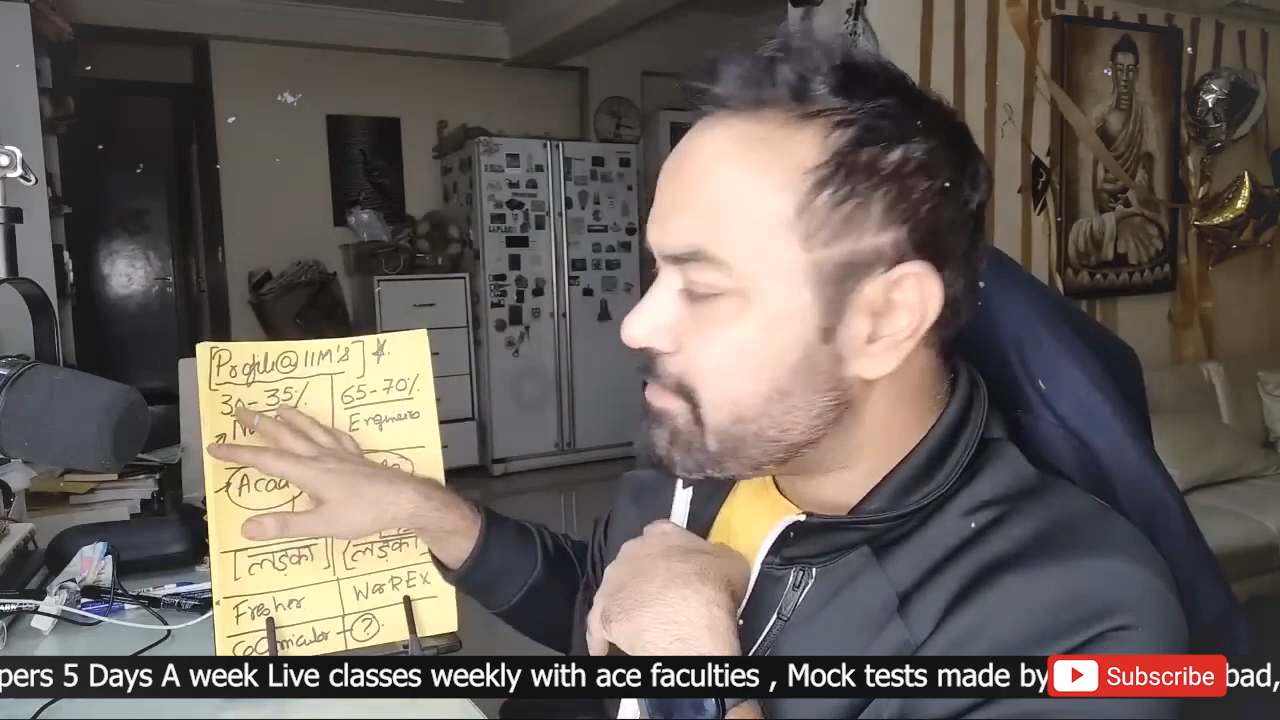 [Profile@IIM'S]
30-35% 65-70%
Engineers
Acad
[लड़का] [लड़की]
Fresher WorkEx
CoCurricular - ?
pers 5 Days A week Live classes weekly with ace faculties , Mock tests made by
Subscribe
bad,